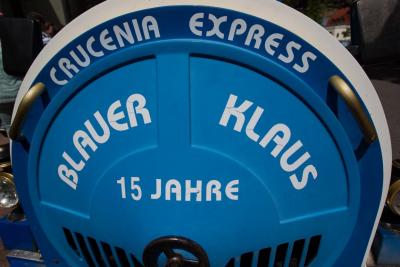 CRUCENIA EXPRESS
BLAUER KLAUS
15 JAHRE